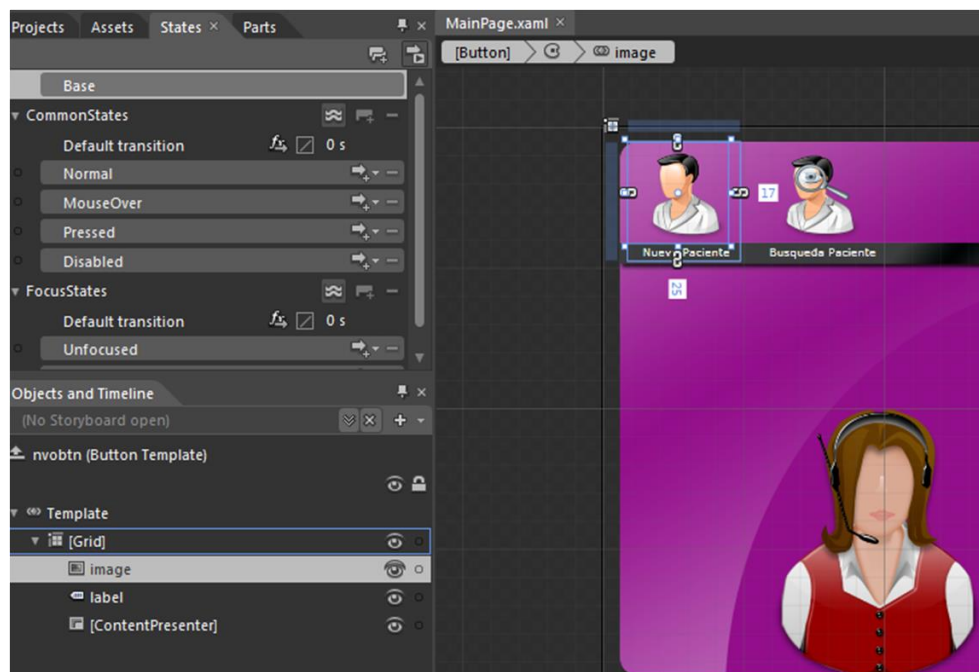 Projects Assets States × Parts
Base
CommonStates
Default transition 0 s
Normal
MouseOver
Pressed
Disabled
FocusStates
Default transition 0 s
Unfocused
Objects and Timeline
(No Storyboard open)
nvobtn (Button Template)
Template
[Grid]
image
label
[ContentPresenter]
MainPage.xaml ×
[Button] image
17
Nuevo Paciente Busqueda Paciente
25